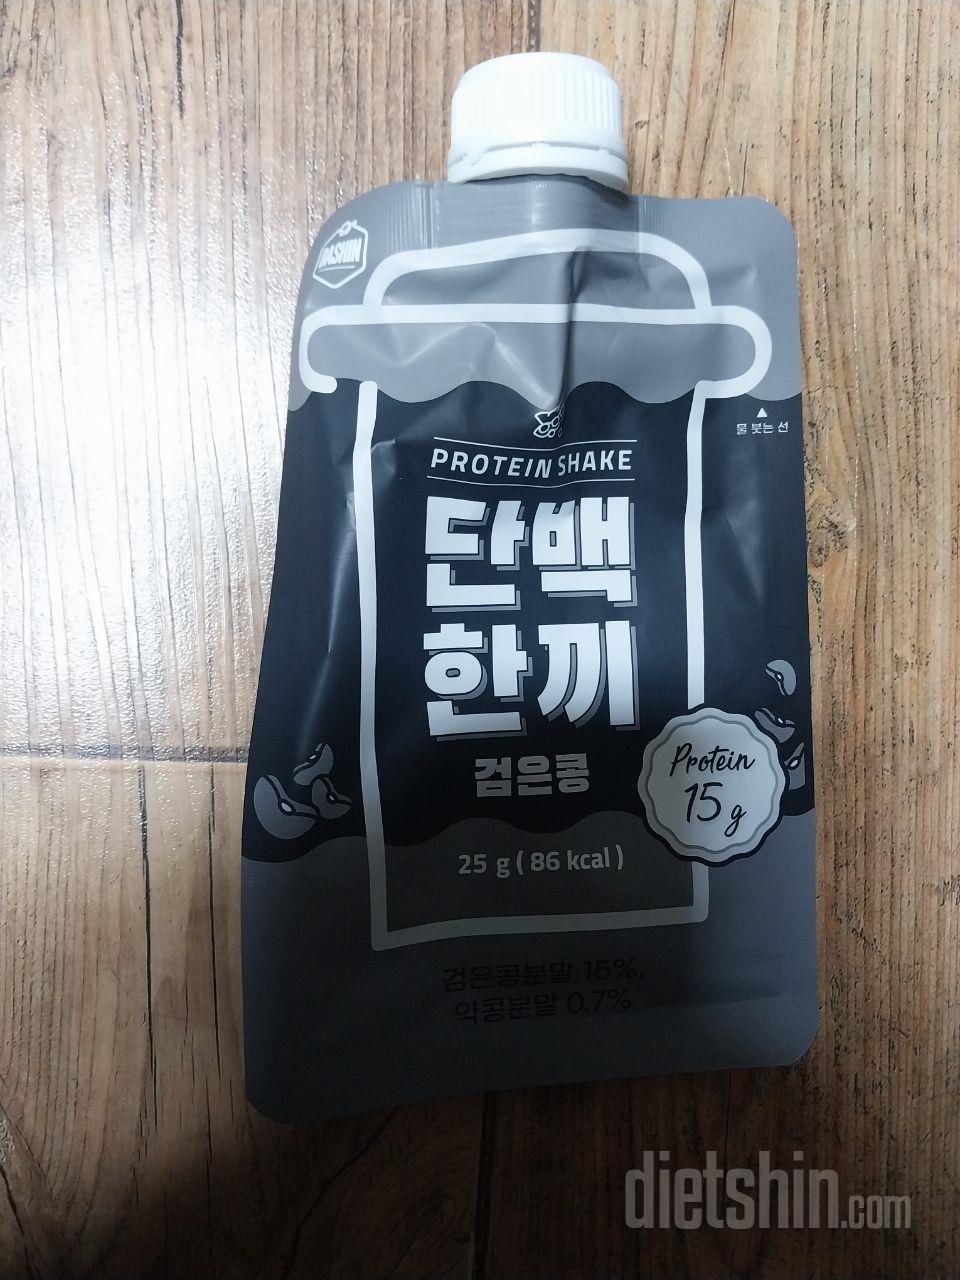 DASHIN
물 붓는 선
PROTEIN SHAKE
단백
한끼
검은콩
Protein
15 g
25 g ( 86 kcal )
검은콩분말 15%,
약콩분말 0.7%
dietshin.com